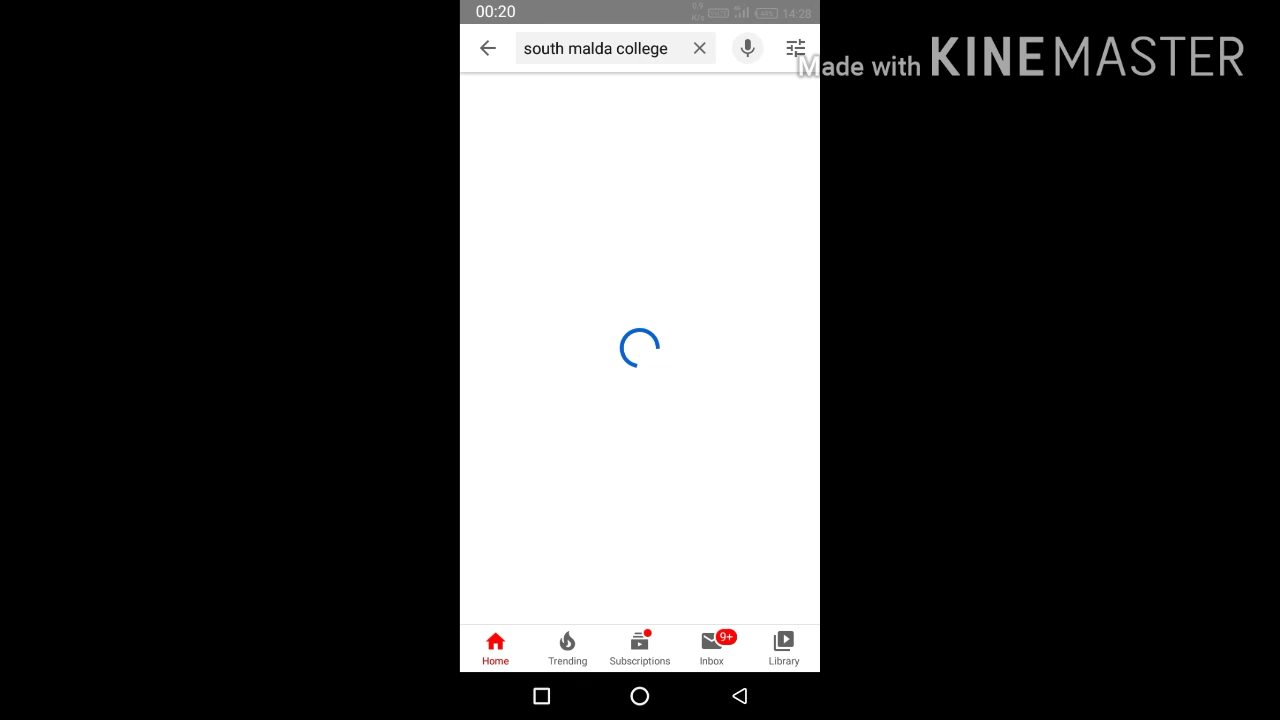 00:20
14:28
south malda college
Made with KINEMASTER
Home
Trending
Subscriptions
9+
Inbox
Library